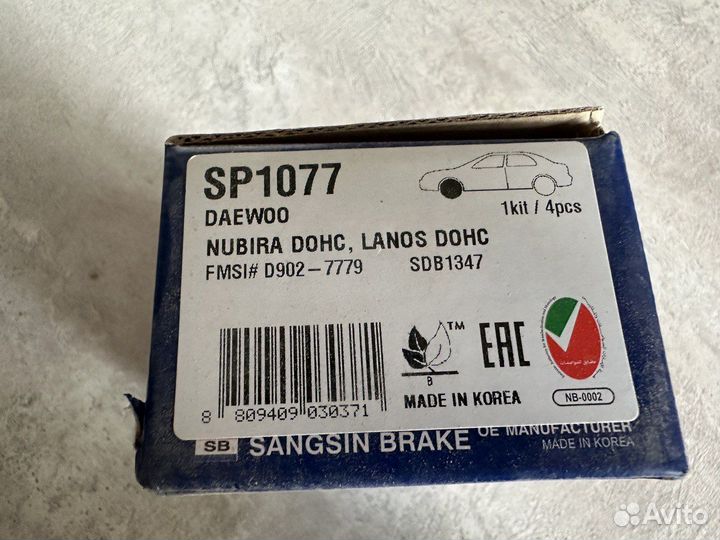 SP1077
1kit / 4pcs
DAEWOO
NUBIRA DOHC, LANOS DOHC
FMSI# D902-7779 SDB1347
TM
EAC
B
8 809409 030371
MADE IN KOREA
NB-0002
SB SANGSIN BRAKE OE MANUFACTURER
MADE IN KOREA
Avito